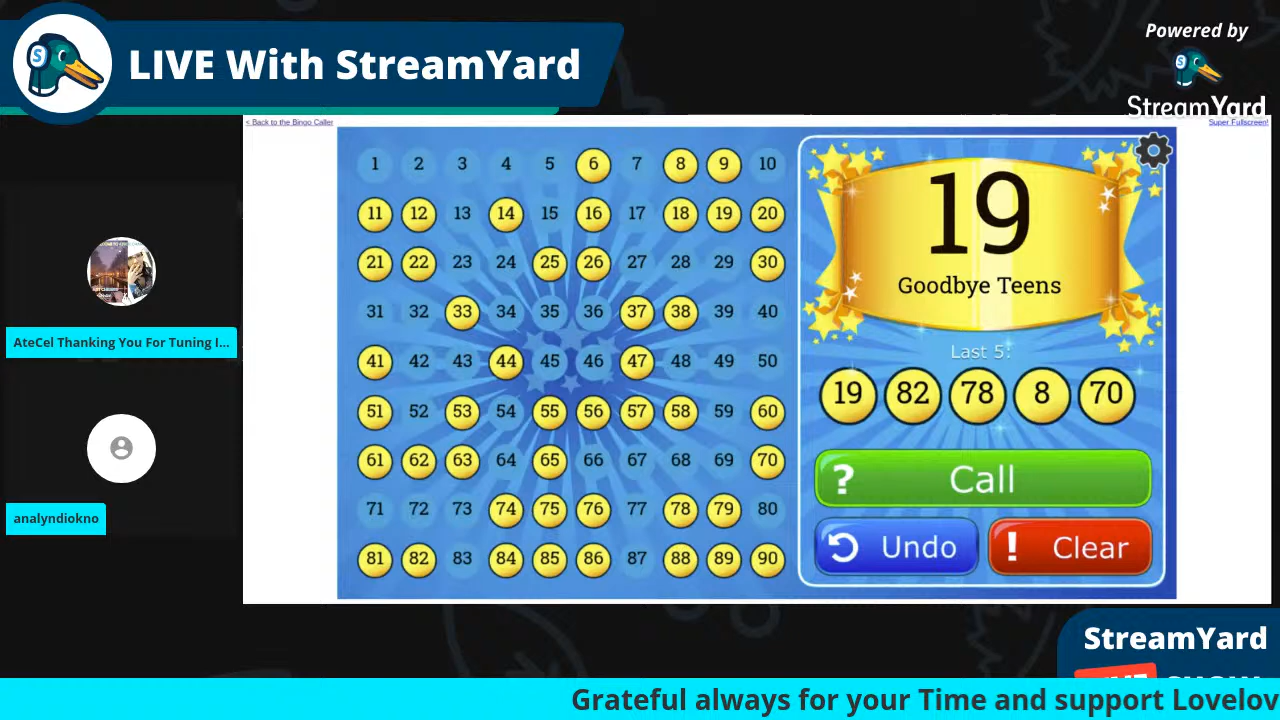 LIVE With StreamYard
Powered by
StreamYard
< Back to the Bingo Caller
Super Fullscreen!
1 2 3 4 5 6 7 8 9 10
11 12 13 14 15 16 17 18 19 20
21 22 23 24 25 26 27 28 29 30
31 32 33 34 35 36 37 38 39 40
41 42 43 44 45 46 47 48 49 50
51 52 53 54 55 56 57 58 59 60
61 62 63 64 65 66 67 68 69 70
71 72 73 74 75 76 77 78 79 80
81 82 83 84 85 86 87 88 89 90
19
Goodbye Teens
Last 5:
19 82 78 8 70
? Call
Undo
! Clear
AteCel Thanking You For Tuning I...
analyndiokno
StreamYard
Grateful always for your Time and support Lovelov